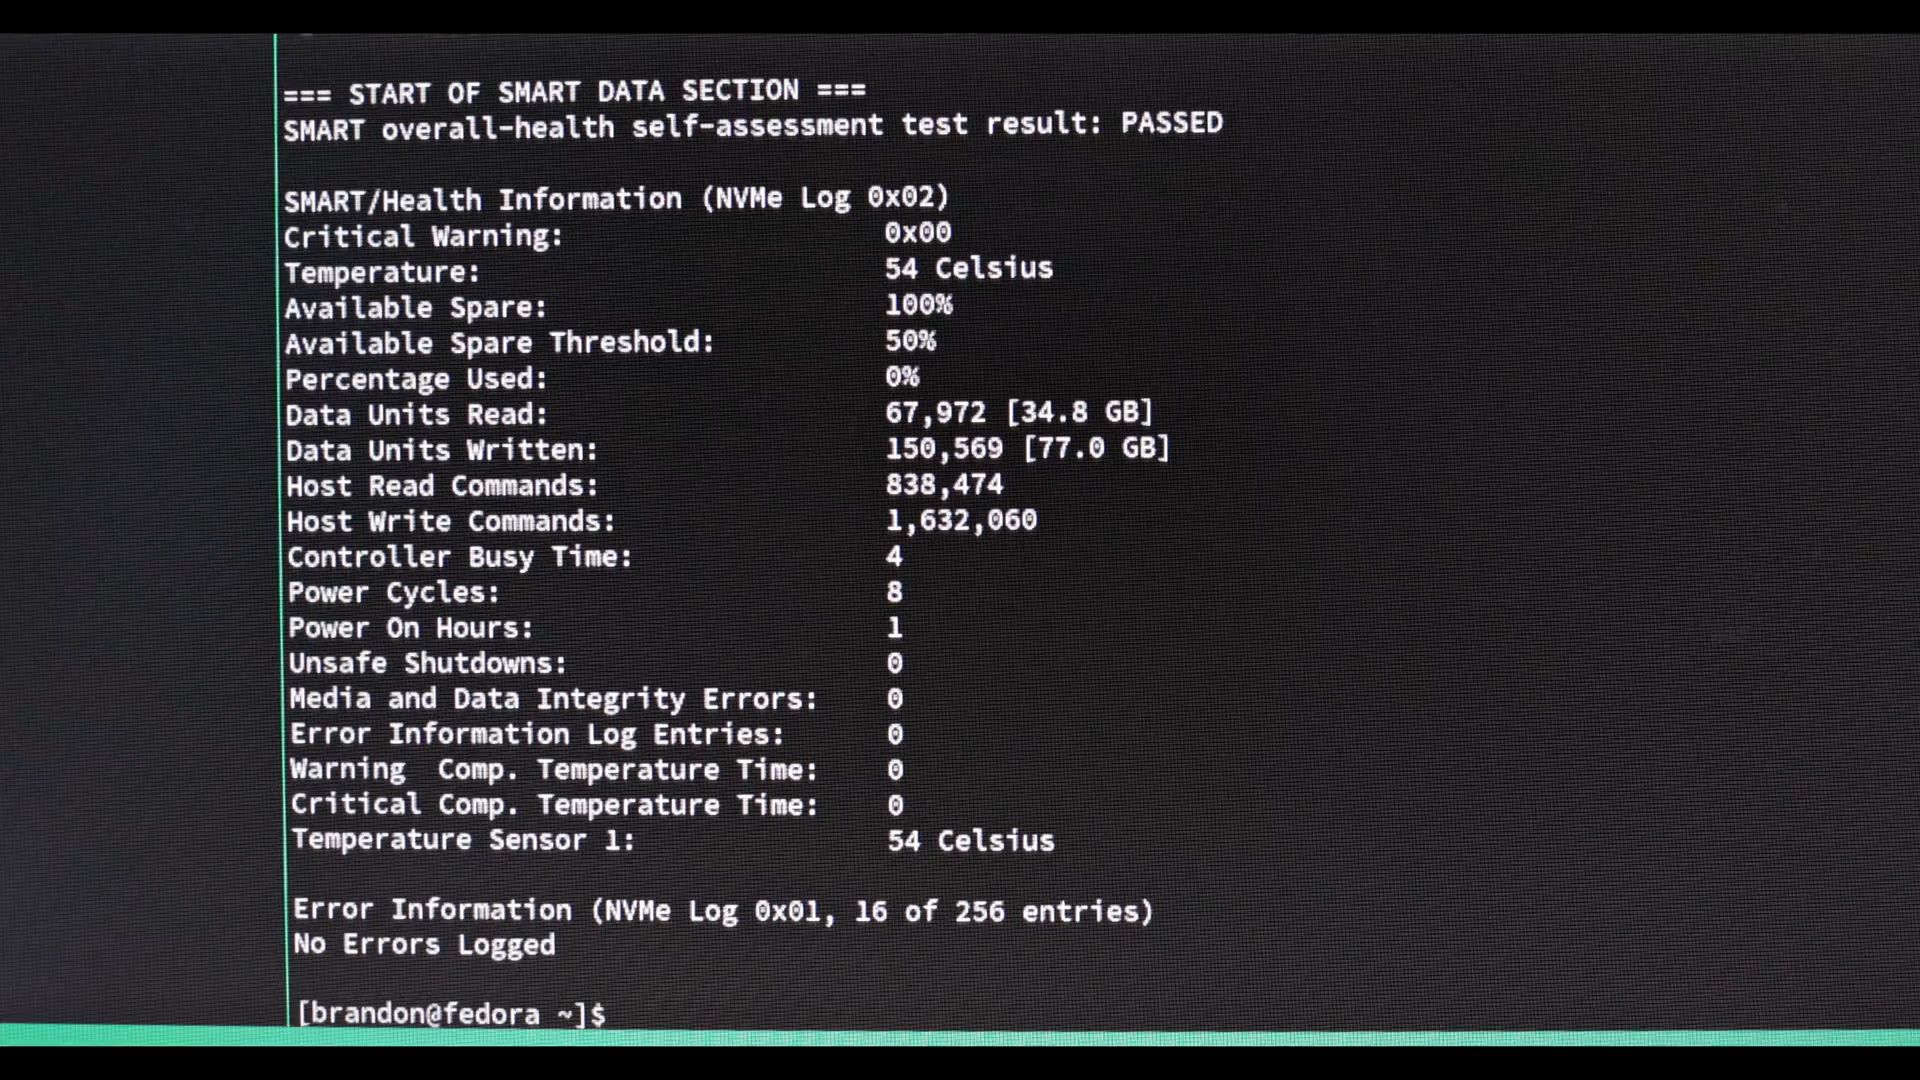 === START OF SMART DATA SECTION ===
SMART overall-health self-assessment test result: PASSED
SMART/Health Information (NVMe Log 0x02)
Critical Warning: 0x00
Temperature: 54 Celsius
Available Spare: 100%
Available Spare Threshold: 50%
Percentage Used: 0%
Data Units Read: 67,972 [34.8 GB]
Data Units Written: 150,569 [77.0 GB]
Host Read Commands: 838,474
Host Write Commands: 1,632,060
Controller Busy Time: 4
Power Cycles: 8
Power On Hours: 1
Unsafe Shutdowns: 0
Media and Data Integrity Errors: 0
Error Information Log Entries: 0
Warning  Comp. Temperature Time: 0
Critical Comp. Temperature Time: 0
Temperature Sensor 1: 54 Celsius
Error Information (NVMe Log 0x01, 16 of 256 entries)
No Errors Logged
[brandon@fedora ~]$